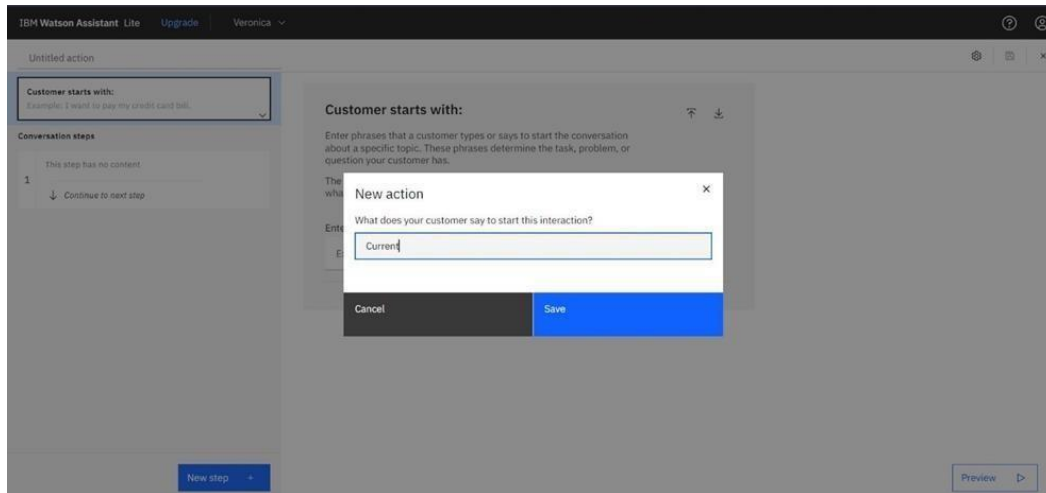 IBM Watson Assistant Lite Upgrade Veronica
Untitled action
Customer starts with:
Example: I want to pay my credit card bill.
Conversation steps
This step has no content
1
Continue to next step
New step +
Customer starts with:
Enter phrases that a customer types or says to start the conversation
about a specific topic. These phrases determine the task, problem, or
question your customer has.
The
Ente
New action
What does your customer say to start this interaction?
Current
Cancel
Save
Preview